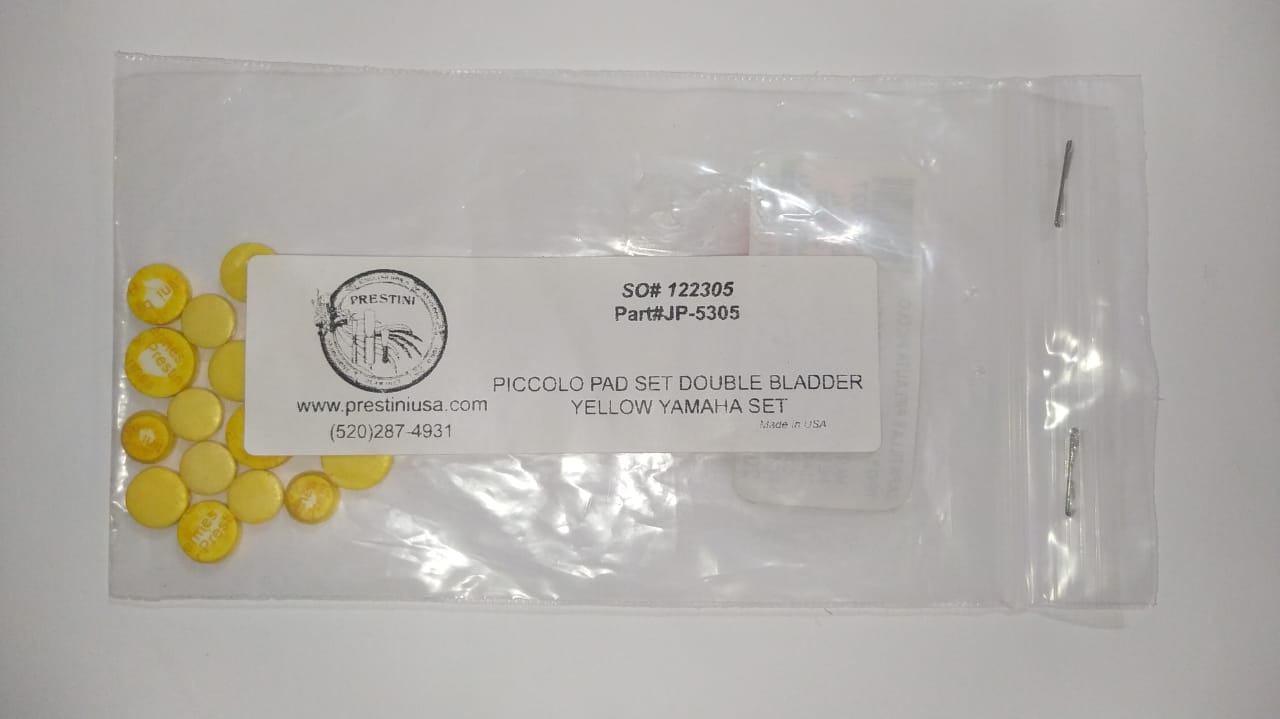 PRESTINI
www.prestiniusa.com
(520)287-4931
SO# 122305
Part#JP-5305
PICCOLO PAD SET DOUBLE BLADDER
YELLOW YAMAHA SET
Made in USA